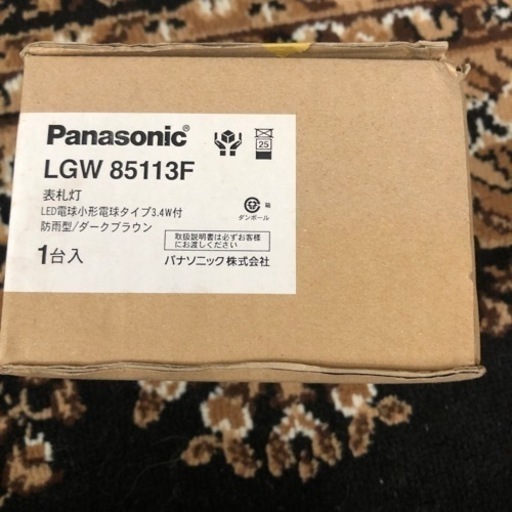 Panasonic
25
LGW 85113F
表札灯
LED電球小形電球タイプ3.4W付
防雨型/ダークブラウン
箱
ダンボール
取扱説明書は必ずお客様
にお渡しください。
1台入
パナソニック株式会社